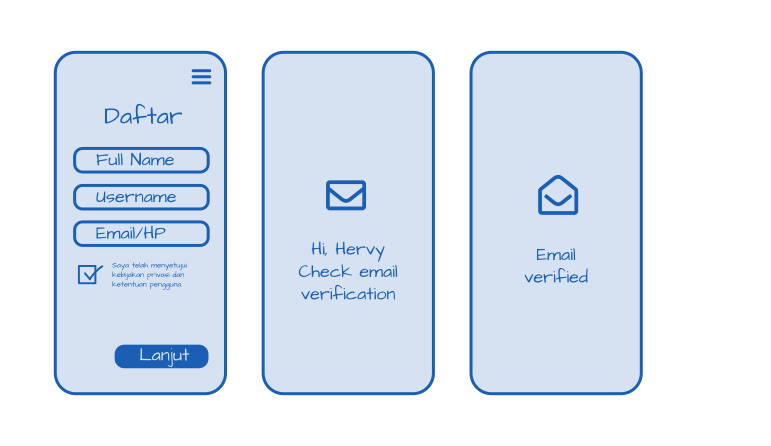 Daftar
Full Name
Username
Email/HP
Saya telah menyetujui
kebijakan privasi dan
ketentuan pengguna
Lanjut
Hi, Hervy
Check email
verification
Email
verified